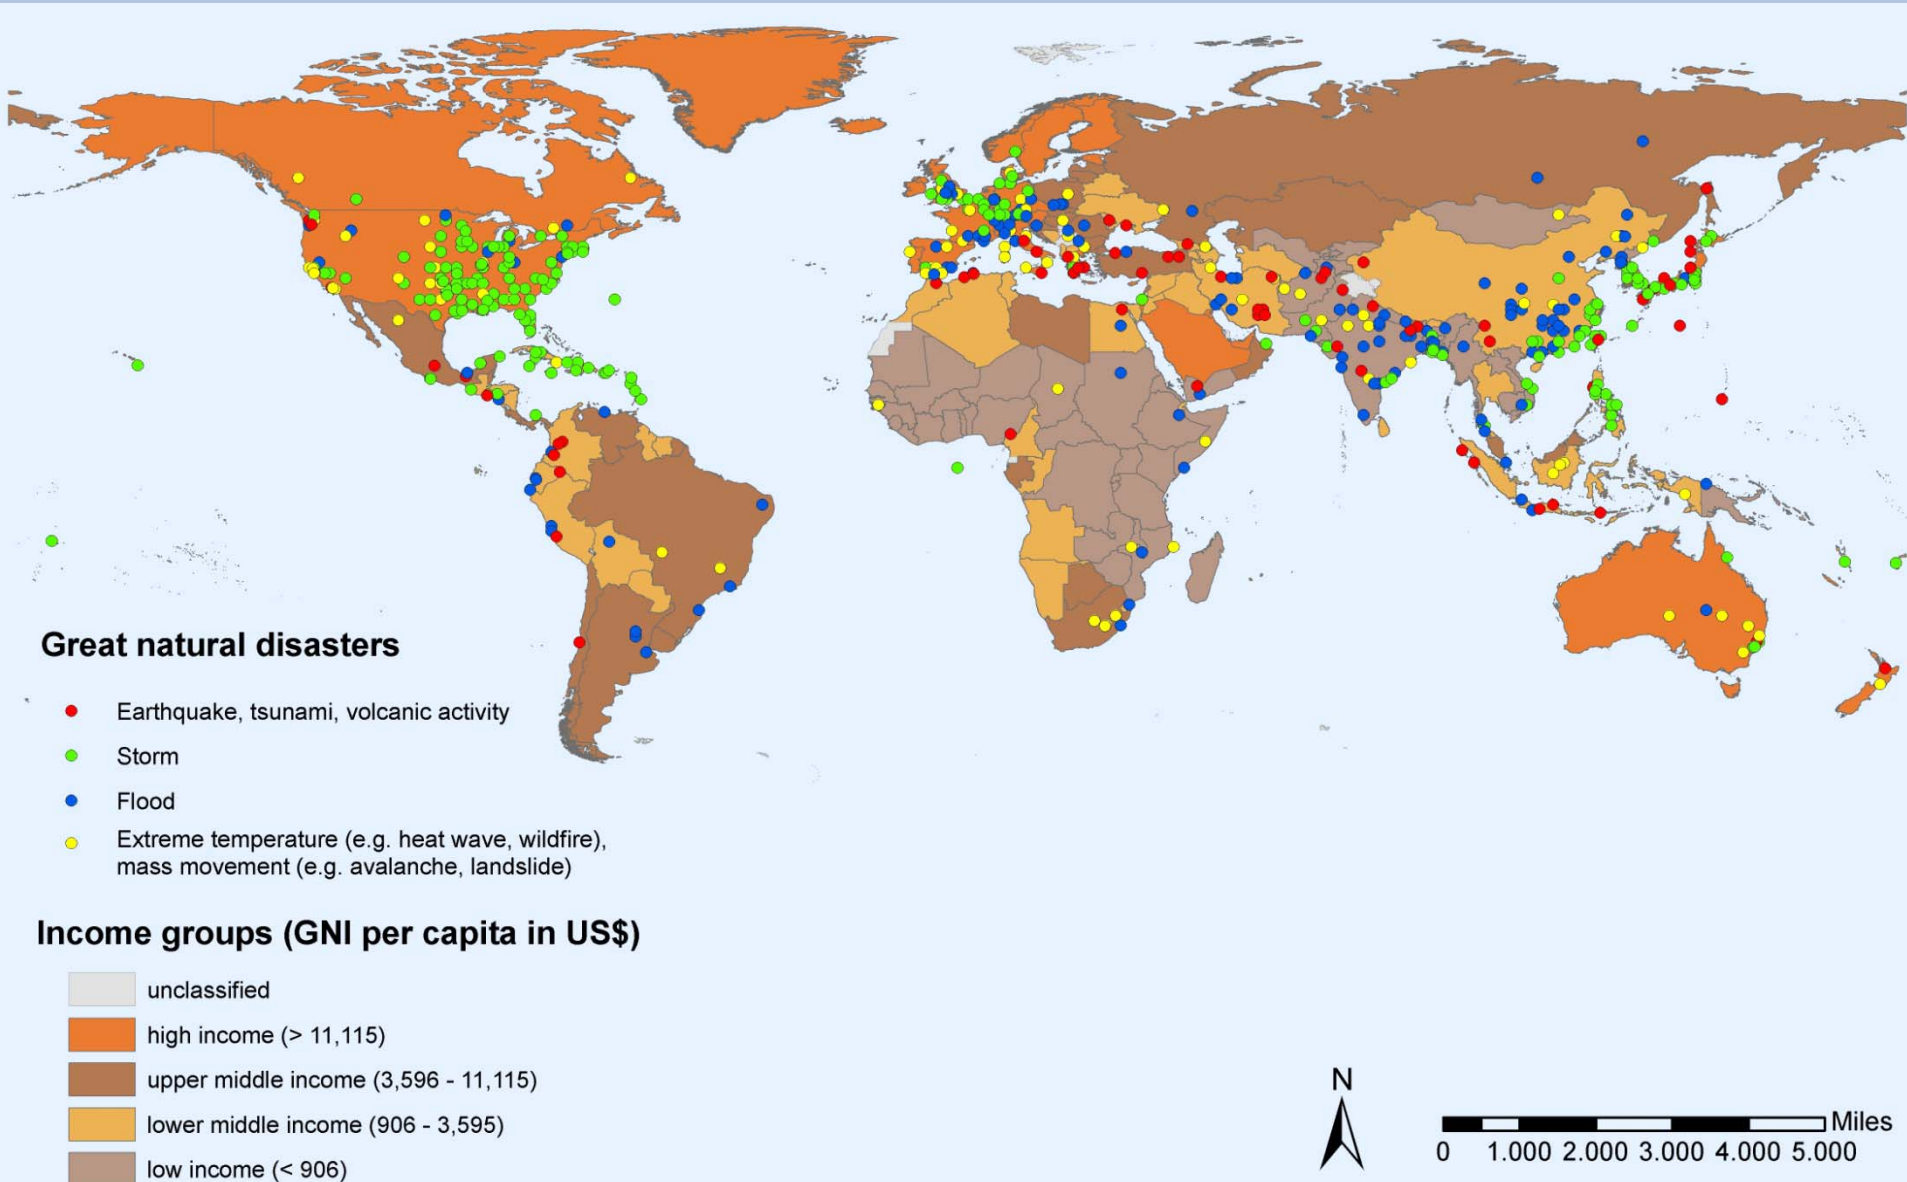 Great natural disasters
Earthquake, tsunami, volcanic activity
Storm
Flood
Extreme temperature (e.g. heat wave, wildfire),
mass movement (e.g. avalanche, landslide)
Income groups (GNI per capita in US$)
unclassified
high income (> 11,115)
upper middle income (3,596 - 11,115)
lower middle income (906 - 3,595)
low income (< 906)
N
Miles
0 1.000 2.000 3.000 4.000 5.000